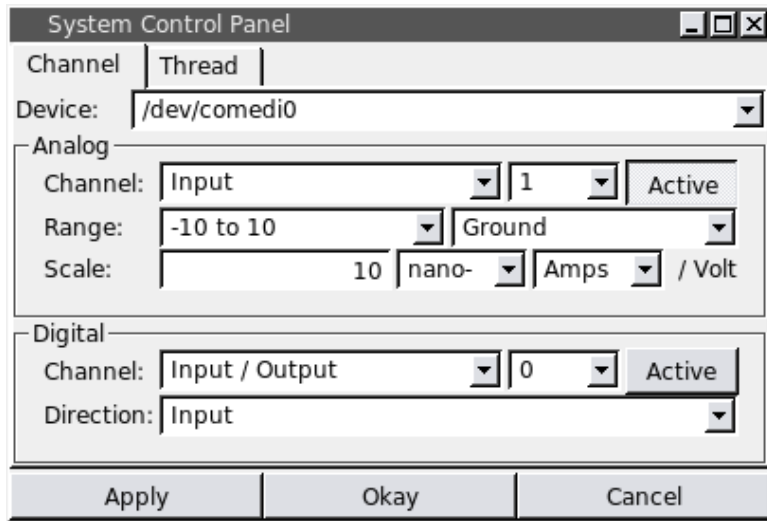 System Control Panel
Channel Thread
Device: /dev/comedi0
Analog
Channel: Input 1 Active
Range: -10 to 10 Ground
Scale: 10 nano- Amps / Volt
Digital
Channel: Input / Output 0 Active
Direction: Input
Apply Okay Cancel